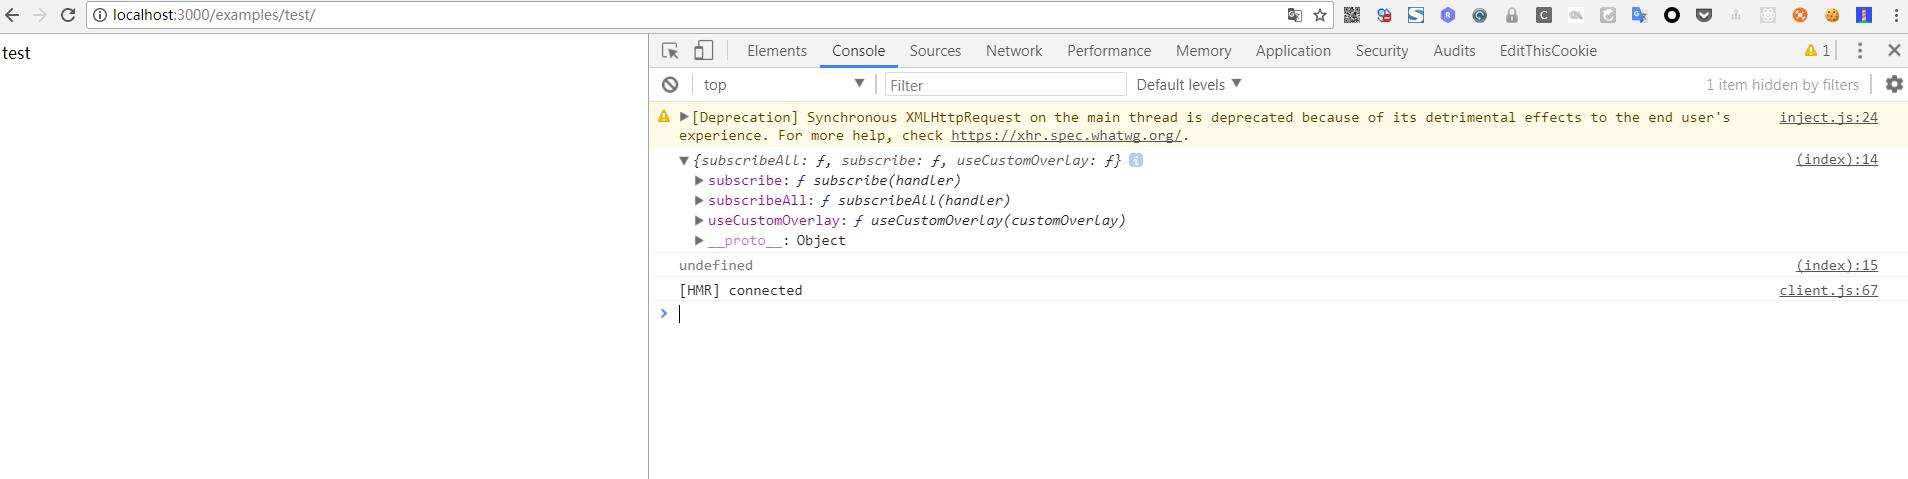 localhost:3000/examples/test/
test
Elements Console Sources Network Performance Memory Application Security Audits EditThisCookie 1
top Filter Default levels 1 item hidden by filters
[Deprecation] Synchronous XMLHttpRequest on the main thread is deprecated because of its detrimental effects to the end user's inject.js:24
experience. For more help, check https://xhr.spec.whatwg.org/.
{subscribeAll: ƒ, subscribe: ƒ, useCustomOverlay: ƒ} i (index):14
subscribe: ƒ subscribe(handler)
subscribeAll: ƒ subscribeAll(handler)
useCustomOverlay: ƒ useCustomOverlay(customOverlay)
__proto__: Object
undefined (index):15
[HMR] connected client.js:67